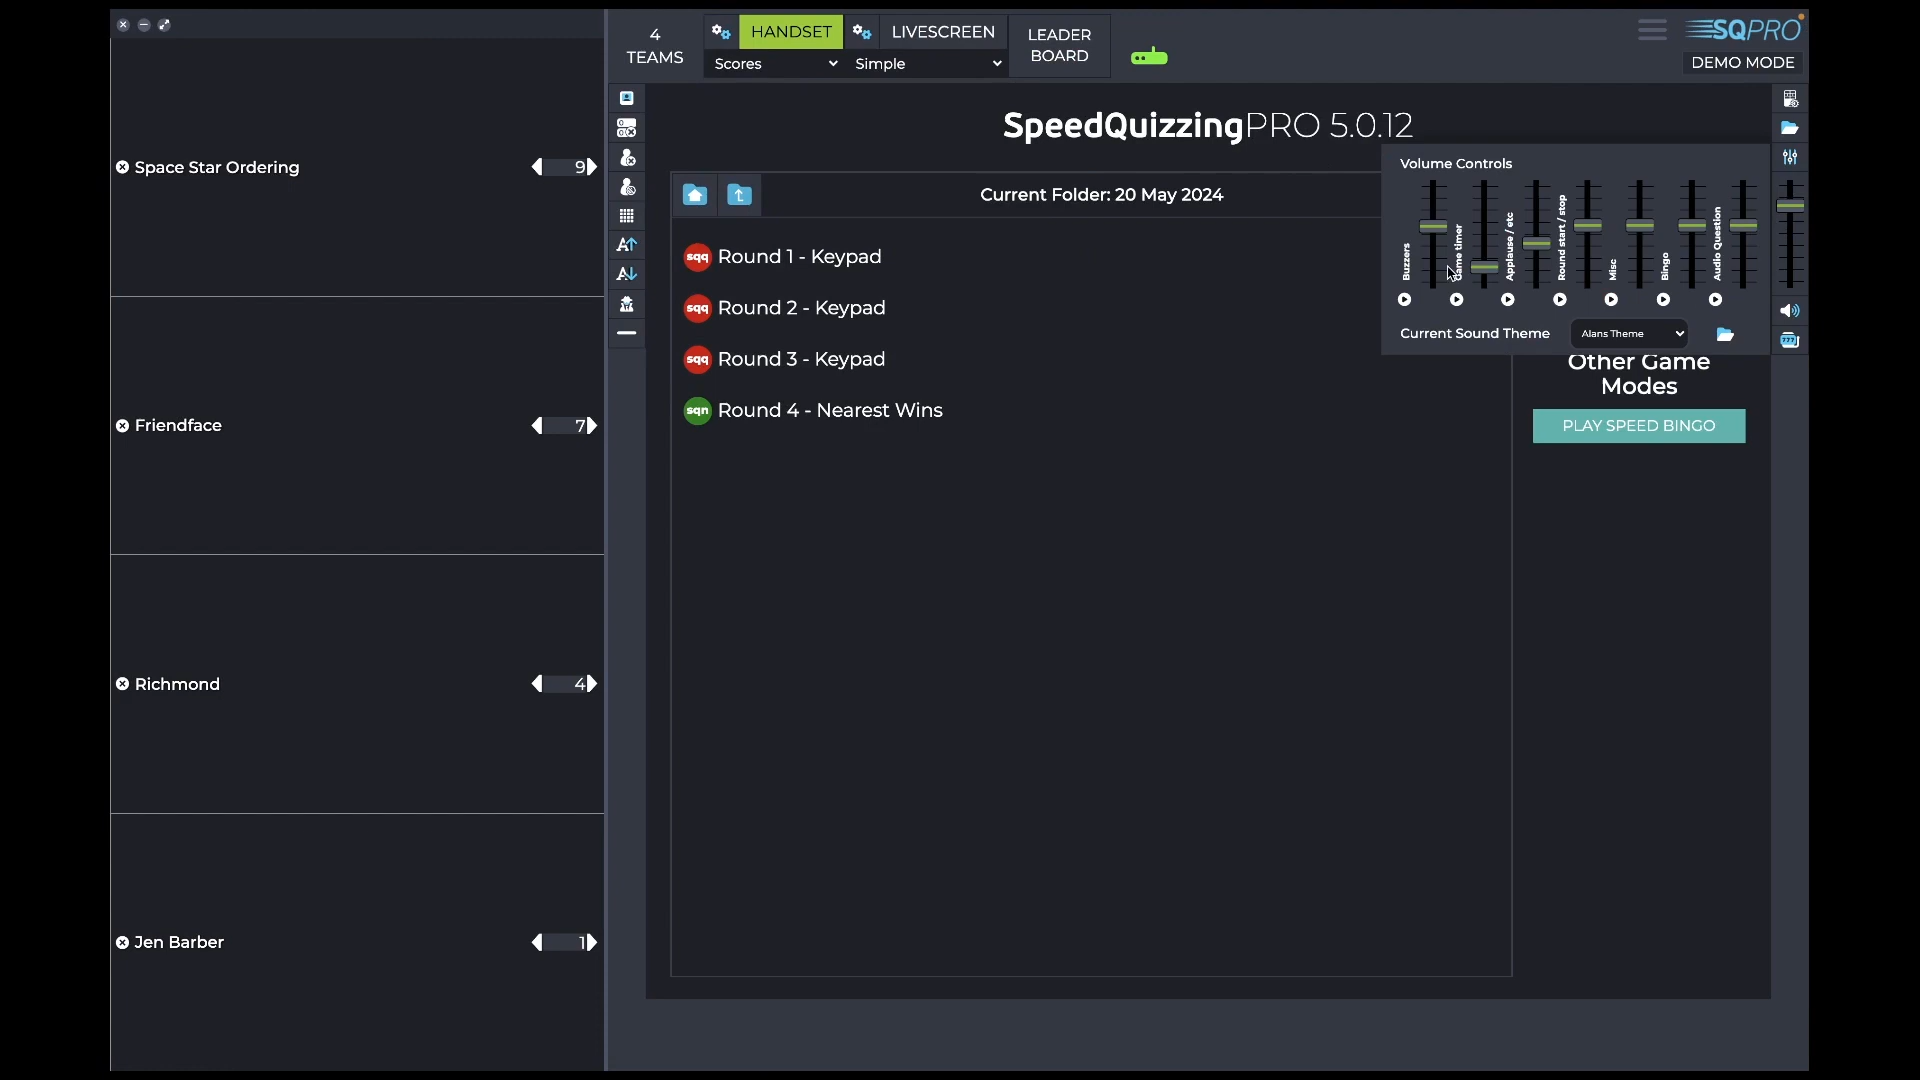 4
TEAMS
HANDSET
LIVESCREEN
LEADER
BOARD
Scores
Simple
SQPRO
DEMO MODE
SpeedQuizzingPRO 5.0.12
Current Folder: 20 May 2024
sqq Round 1 - Keypad
sqq Round 2 - Keypad
sqq Round 3 - Keypad
sqn Round 4 - Nearest Wins
Volume Controls
Buzzers
Game timer
Applause / etc
Round start / stop
Misc
Bingo
Audio Question
Current Sound Theme
Alans Theme
Other Game
Modes
PLAY SPEED BINGO
Space Star Ordering 9
Friendface 7
Richmond 4
Jen Barber 1